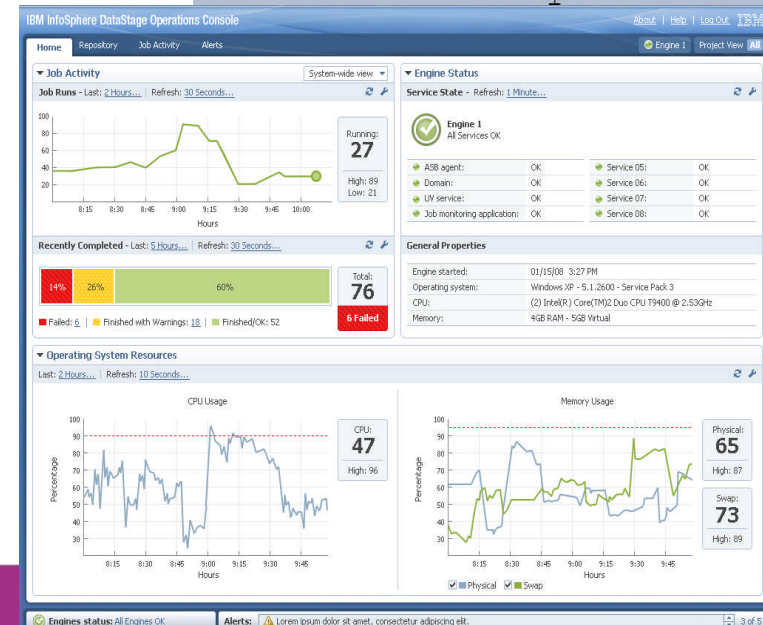 IBM InfoSphere DataStage Operations Console
About | Help | Log Out IBM
Home Repository Job Activity Alerts
Engine 1 Project View All
Job Activity
System-wide view
Job Runs - Last: 2 Hours... | Refresh: 30 Seconds...
100
80
60
40
20
8:15 8:30 8:45 9:00 9:15 9:30 9:45 10:00
Hours
Running:
27
High: 89
Low: 21
Recently Completed - Last: 5 Hours... | Refresh: 30 Seconds...
14% 26% 60%
Total:
76
6 Failed
Failed: 6 | Finished with Warnings: 18 | Finished/OK: 52
Engine Status
Service State - Refresh: 1 Minute...
Engine 1
All Services OK
ASB agent: OK Service 05: OK
Domain: OK Service 06: OK
UV service: OK Service 07: OK
Job monitoring application: OK Service 08: OK
General Properties
Engine started: 01/15/08 3:27 PM
Operating system: Windows XP - 5.1.2600 - Service Pack 3
CPU: (2) Intel(R) Core(TM)2 Duo CPU T9400 @ 2.53GHz
Memory: 4GB RAM - 5GB Virtual
Operating System Resources
Last: 2 Hours... | Refresh: 10 Seconds...
CPU Usage
Percentage
100
90
80
70
60
50
40
30
8:15 8:30 8:45 9:00 9:15 9:30 9:45
Hours
CPU:
47
High: 96
Memory Usage
Percentage
100
90
80
70
60
50
40
30
8:15 8:30 8:45 9:00 9:15 9:30 9:45
Hours
Physical Swap
Physical:
65
High: 87
Swap:
73
High: 89
Engines status: All Engines OK
Alerts: Lorem ipsum dolor sit amet, consectetur adipiscing elit.
3 of 5